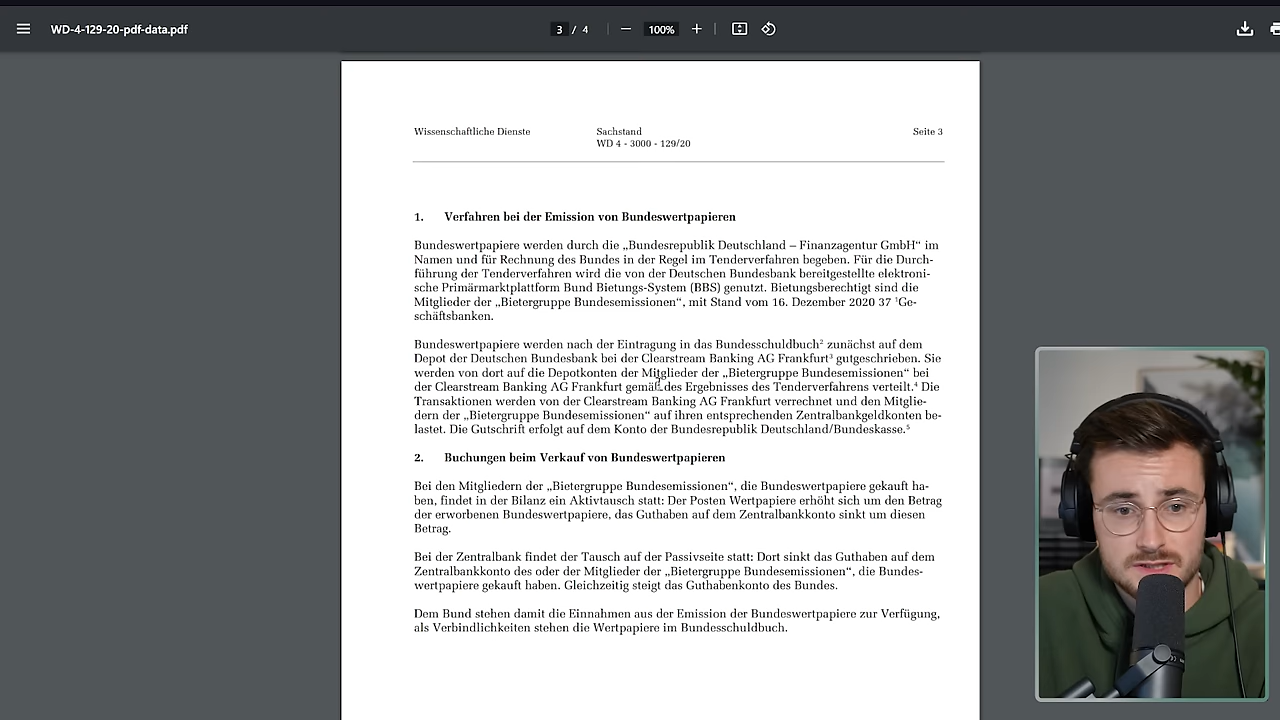 WD-4-129-20-pdf-data.pdf
3 / 4
100%
Wissenschaftliche Dienste Sachstand Seite 3
WD 4 - 3000 - 129/20
1. Verfahren bei der Emission von Bundeswertpapieren
Bundeswertpapiere werden durch die „Bundesrepublik Deutschland – Finanzagentur GmbH“ im
Namen und für Rechnung des Bundes in der Regel im Tenderverfahren begeben. Für die Durch-
führung der Tenderverfahren wird die von der Deutschen Bundesbank bereitgestellte elektroni-
sche Primärmarktplattform Bund Bietungs-System (BBS) genutzt. Bietungsberechtigt sind die
Mitglieder der „Bietergruppe Bundesemissionen“, mit Stand vom 16. Dezember 2020 37 ¹Ge-
schäftsbanken.
Bundeswertpapiere werden nach der Eintragung in das Bundesschuldbuch² zunächst auf dem
Depot der Deutschen Bundesbank bei der Clearstream Banking AG Frankfurt³ gutgeschrieben. Sie
werden von dort auf die Depotkonten der Mitglieder der „Bietergruppe Bundesemissionen“ bei
der Clearstream Banking AG Frankfurt gemäß des Ergebnisses des Tenderverfahrens verteilt.⁴ Die
Transaktionen werden von der Clearstream Banking AG Frankfurt verrechnet und den Mitglie-
dern der „Bietergruppe Bundesemissionen“ auf ihren entsprechenden Zentralbankgeldkonten be-
lastet. Die Gutschrift erfolgt auf dem Konto der Bundesrepublik Deutschland/Bundeskasse.⁵
2. Buchungen beim Verkauf von Bundeswertpapieren
Bei den Mitgliedern der „Bietergruppe Bundesemissionen“, die Bundeswertpapiere gekauft ha-
ben, findet in der Bilanz ein Aktivtausch statt: Der Posten Wertpapiere erhöht sich um den Betrag
der erworbenen Bundeswertpapiere, das Guthaben auf dem Zentralbankkonto sinkt um diesen
Betrag.
Bei der Zentralbank findet der Tausch auf der Passivseite statt: Dort sinkt das Guthaben auf dem
Zentralbankkonto des oder der Mitglieder der „Bietergruppe Bundesemissionen“, die Bundes-
wertpapiere gekauft haben. Gleichzeitig steigt das Guthabenkonto des Bundes.
Dem Bund stehen damit die Einnahmen aus der Emission der Bundeswertpapiere zur Verfügung,
als Verbindlichkeiten stehen die Wertpapiere im Bundesschuldbuch.